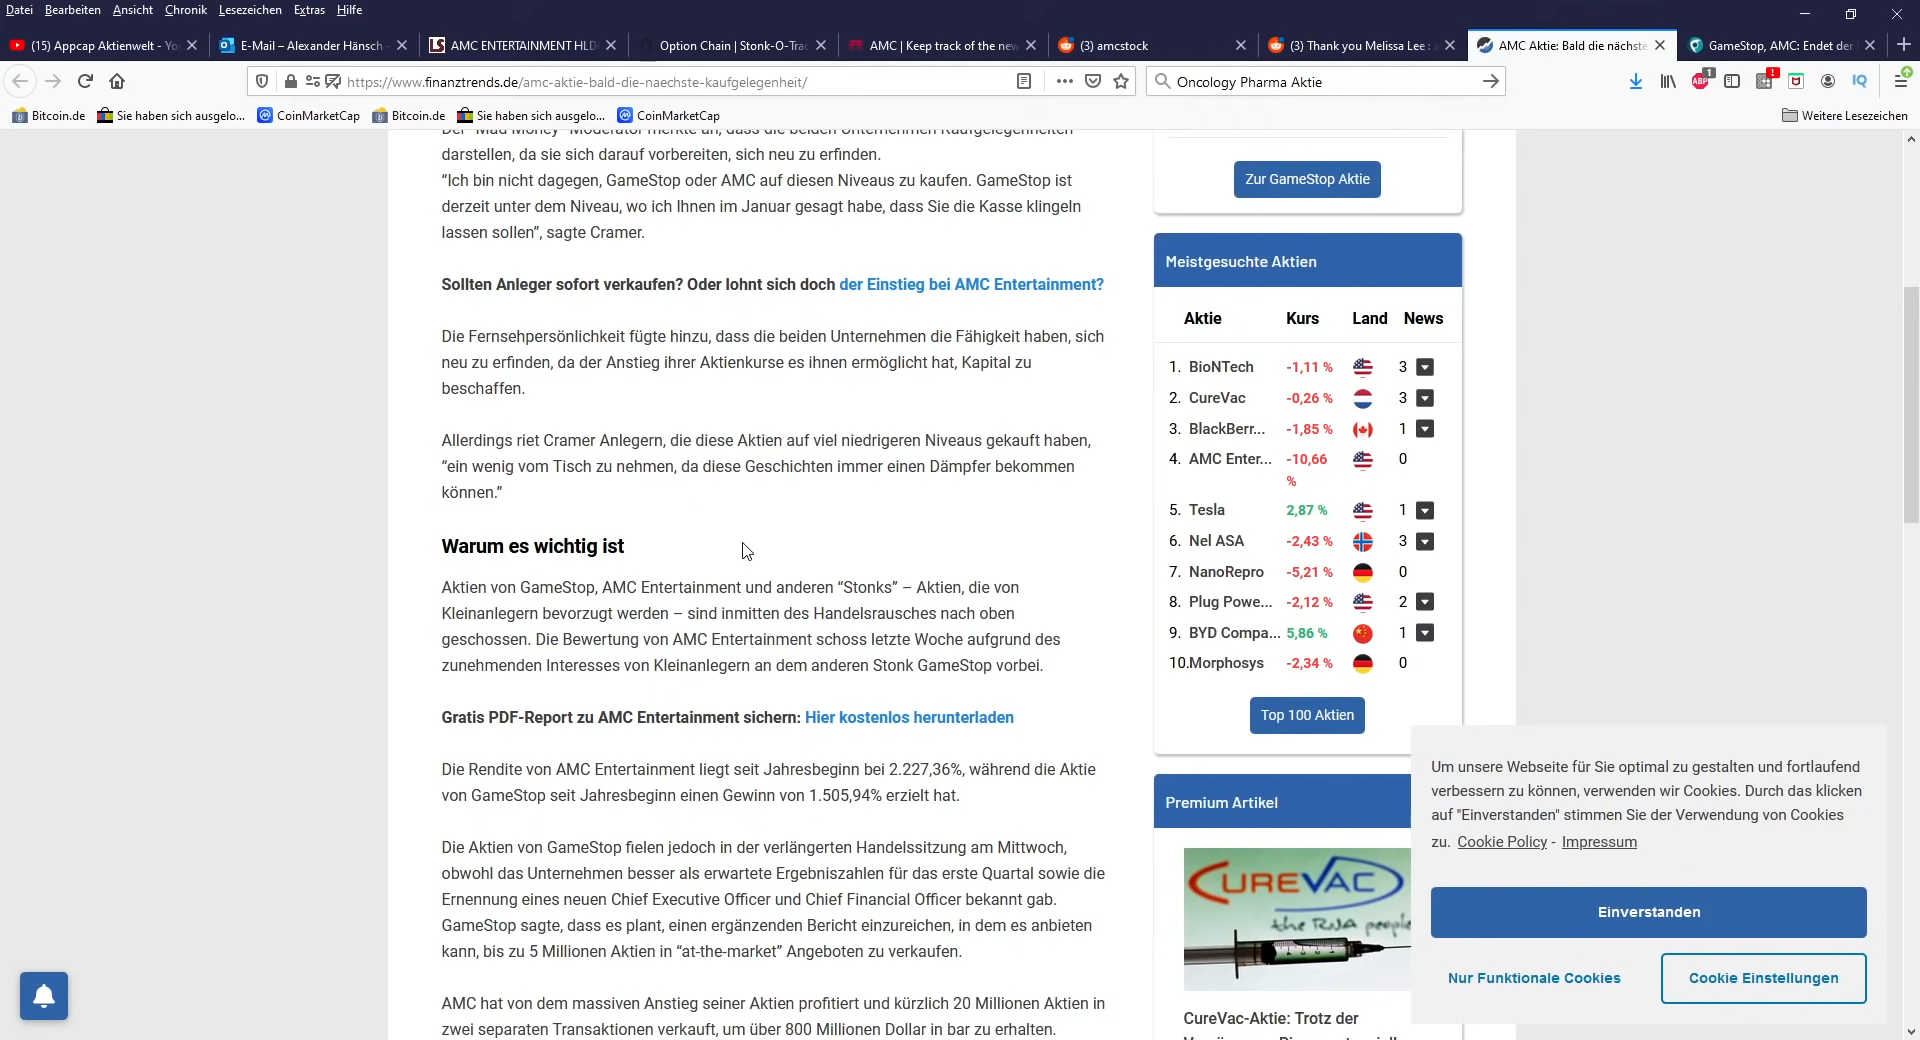 Datei Bearbeiten Ansicht Chronik Lesezeichen Extras Hilfe
(15) Appcap Aktienwelt - Yo
E-Mail – Alexander Hänsch -
LS AMC ENTERTAINMENT HLD
Option Chain | Stonk-O-Trac
AMC | Keep track of the new
(3) amcstock
(3) Thank you Melissa Lee :
AMC Aktie: Bald die nächste
GameStop, AMC: Endet der
https://www.finanztrends.de/amc-aktie-bald-die-naechste-kaufgelegenheit/
Oncology Pharma Aktie
ABP 1
!
IQ
Bitcoin.de
Sie haben sich ausgelo...
CoinMarketCap
Bitcoin.de
Sie haben sich ausgelo...
CoinMarketCap
Weitere Lesezeichen
Der "Mad Money"-Moderator merkte an, dass die beiden Unternehmen Kaufgelegenheiten
darstellen, da sie sich darauf vorbereiten, sich neu zu erfinden.
“Ich bin nicht dagegen, GameStop oder AMC auf diesen Niveaus zu kaufen. GameStop ist
derzeit unter dem Niveau, wo ich Ihnen im Januar gesagt habe, dass Sie die Kasse klingeln
lassen sollen”, sagte Cramer.
Sollten Anleger sofort verkaufen? Oder lohnt sich doch der Einstieg bei AMC Entertainment?
Die Fernsehpersönlichkeit fügte hinzu, dass die beiden Unternehmen die Fähigkeit haben, sich
neu zu erfinden, da der Anstieg ihrer Aktienkurse es ihnen ermöglicht hat, Kapital zu
beschaffen.
Allerdings riet Cramer Anlegern, die diese Aktien auf viel niedrigeren Niveaus gekauft haben,
“ein wenig vom Tisch zu nehmen, da diese Geschichten immer einen Dämpfer bekommen
können.”
Warum es wichtig ist
Aktien von GameStop, AMC Entertainment und anderen “Stonks” – Aktien, die von
Kleinanlegern bevorzugt werden – sind inmitten des Handelsrausches nach oben
geschossen. Die Bewertung von AMC Entertainment schoss letzte Woche aufgrund des
zunehmenden Interesses von Kleinanlegern an dem anderen Stonk GameStop vorbei.
Gratis PDF-Report zu AMC Entertainment sichern: Hier kostenlos herunterladen
Die Rendite von AMC Entertainment liegt seit Jahresbeginn bei 2.227,36%, während die Aktie
von GameStop seit Jahresbeginn einen Gewinn von 1.505,94% erzielt hat.
Die Aktien von GameStop fielen jedoch in der verlängerten Handelssitzung am Mittwoch,
obwohl das Unternehmen besser als erwartete Ergebniszahlen für das erste Quartal sowie die
Ernennung eines neuen Chief Executive Officer und Chief Financial Officer bekannt gab.
GameStop sagte, dass es plant, einen ergänzenden Bericht einzureichen, in dem es anbieten
kann, bis zu 5 Millionen Aktien in “at-the-market” Angeboten zu verkaufen.
AMC hat von dem massiven Anstieg seiner Aktien profitiert und kürzlich 20 Millionen Aktien in
zwei separaten Transaktionen verkauft, um über 800 Millionen Dollar in bar zu erhalten.
Zur GameStop Aktie
Meistgesuchte Aktien
Aktie Kurs Land News
1. BioNTech -1,11 % 3
2. CureVac -0,26 % 3
3. BlackBerr... -1,85 % 1
4. AMC Enter... -10,66 % 0
5. Tesla 2,87 % 1
6. Nel ASA -2,43 % 3
7. NanoRepro -5,21 % 0
8. Plug Powe... -2,12 % 2
9. BYD Compa... 5,86 % 1
10.Morphosys -2,34 % 0
Top 100 Aktien
Premium Artikel
CUREVAC
the RNA people
CureVac-Aktie: Trotz der
Um unsere Webseite für Sie optimal zu gestalten und fortlaufend
verbessern zu können, verwenden wir Cookies. Durch das klicken
auf "Einverstanden" stimmen Sie der Verwendung von Cookies
zu. Cookie Policy - Impressum
Einverstanden
Nur Funktionale Cookies
Cookie Einstellungen